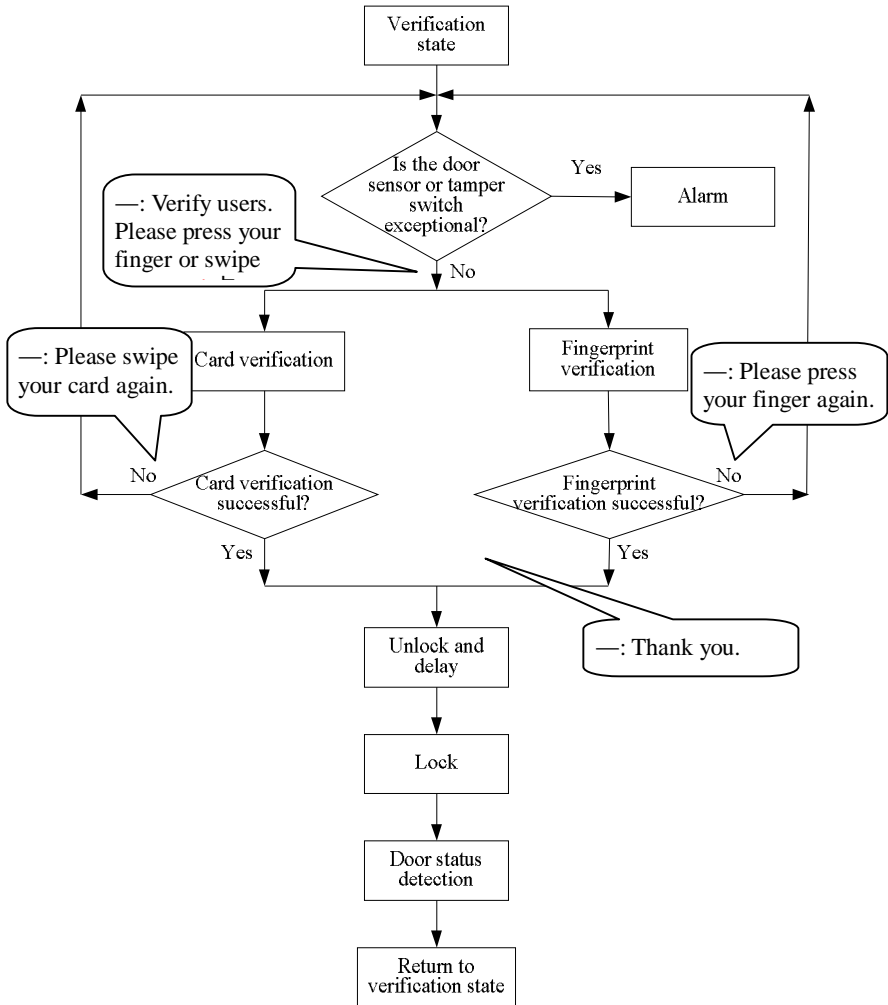 Verification
state
Is the door
sensor or tamper
switch
exceptional?
Yes
Alarm
—: Verify users.
Please press your
finger or swipe
No
—: Please swipe
your card again.
Card verification
Fingerprint
verification
—: Please press
your finger again.
No
Card verification
successful?
Fingerprint
verification successful?
No
Yes
Yes
Unlock and
delay
—: Thank you.
Lock
Door status
detection
Return to
verification state